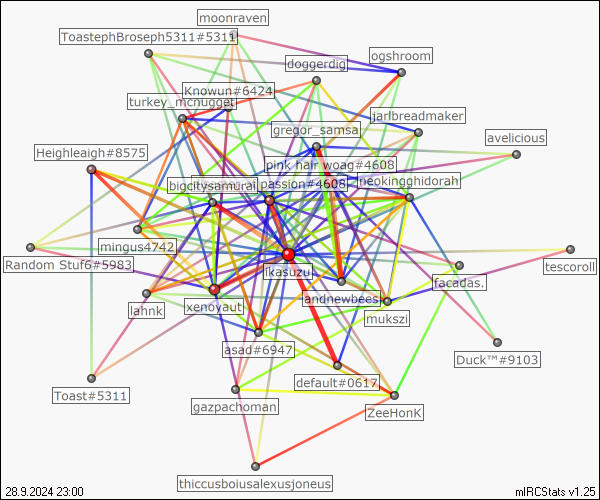 moonraven
ToastephBroseph5311#5311
ogshroom
doggerdig
Knowun#6424
turkey_mcnugget
jarlbreadmaker
gregor_samsa
avelicious
Heighleaigh#8575
pink hair woag#4608
bigcitysamurai
passion#4608
neokingghidorah
mingus4742
Random Stuf6#5983
tescoroll
ikasuzu
facadas.
lahnk
xenoyaut
andnewbees
mukszi
asad#6947
Duck™#9103
default#0617
Toast#5311
gazpachoman
ZeeHonK
thiccusboiusalexusjoneus
28.9.2024 23:00
mIRCStats v1.25